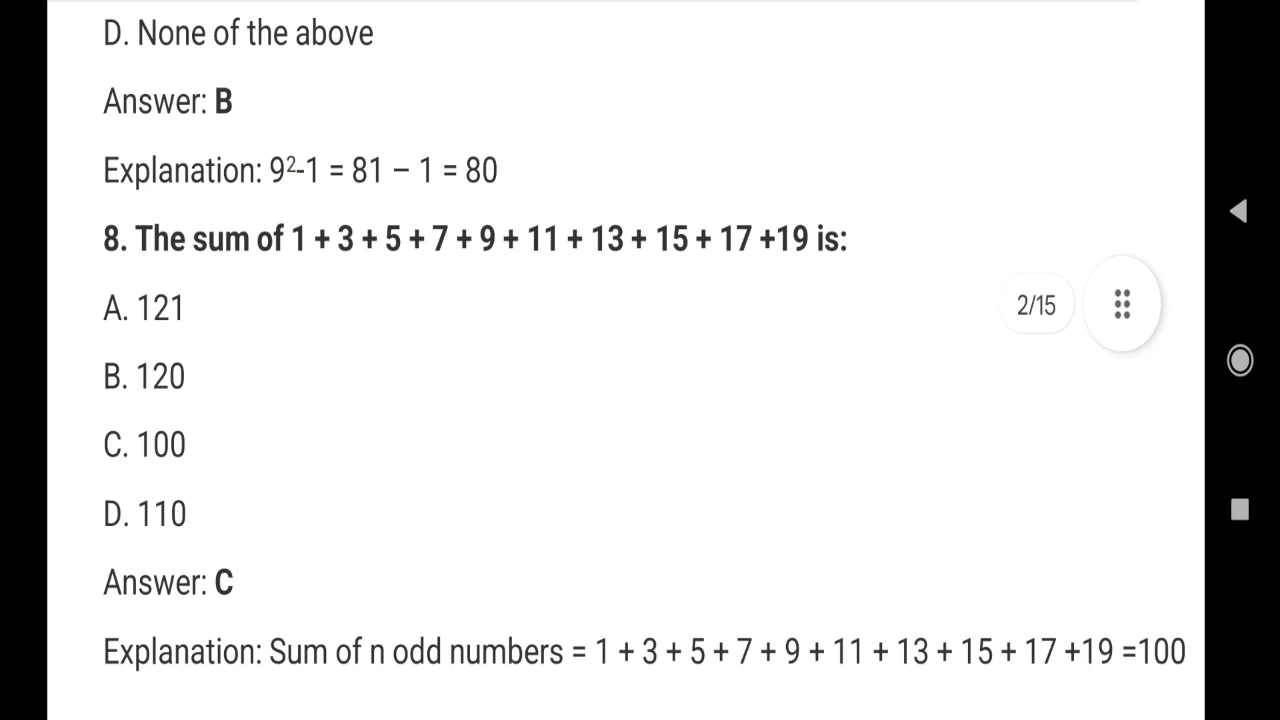 D. None of the above
Answer: B
Explanation: 9²-1 = 81 – 1 = 80
8. The sum of 1 + 3 + 5 + 7 + 9 + 11 + 13 + 15 + 17 +19 is:
A. 121
2/15
B. 120
C. 100
D. 110
Answer: C
Explanation: Sum of n odd numbers = 1 + 3 + 5 + 7 + 9 + 11 + 13 + 15 + 17 +19 =100